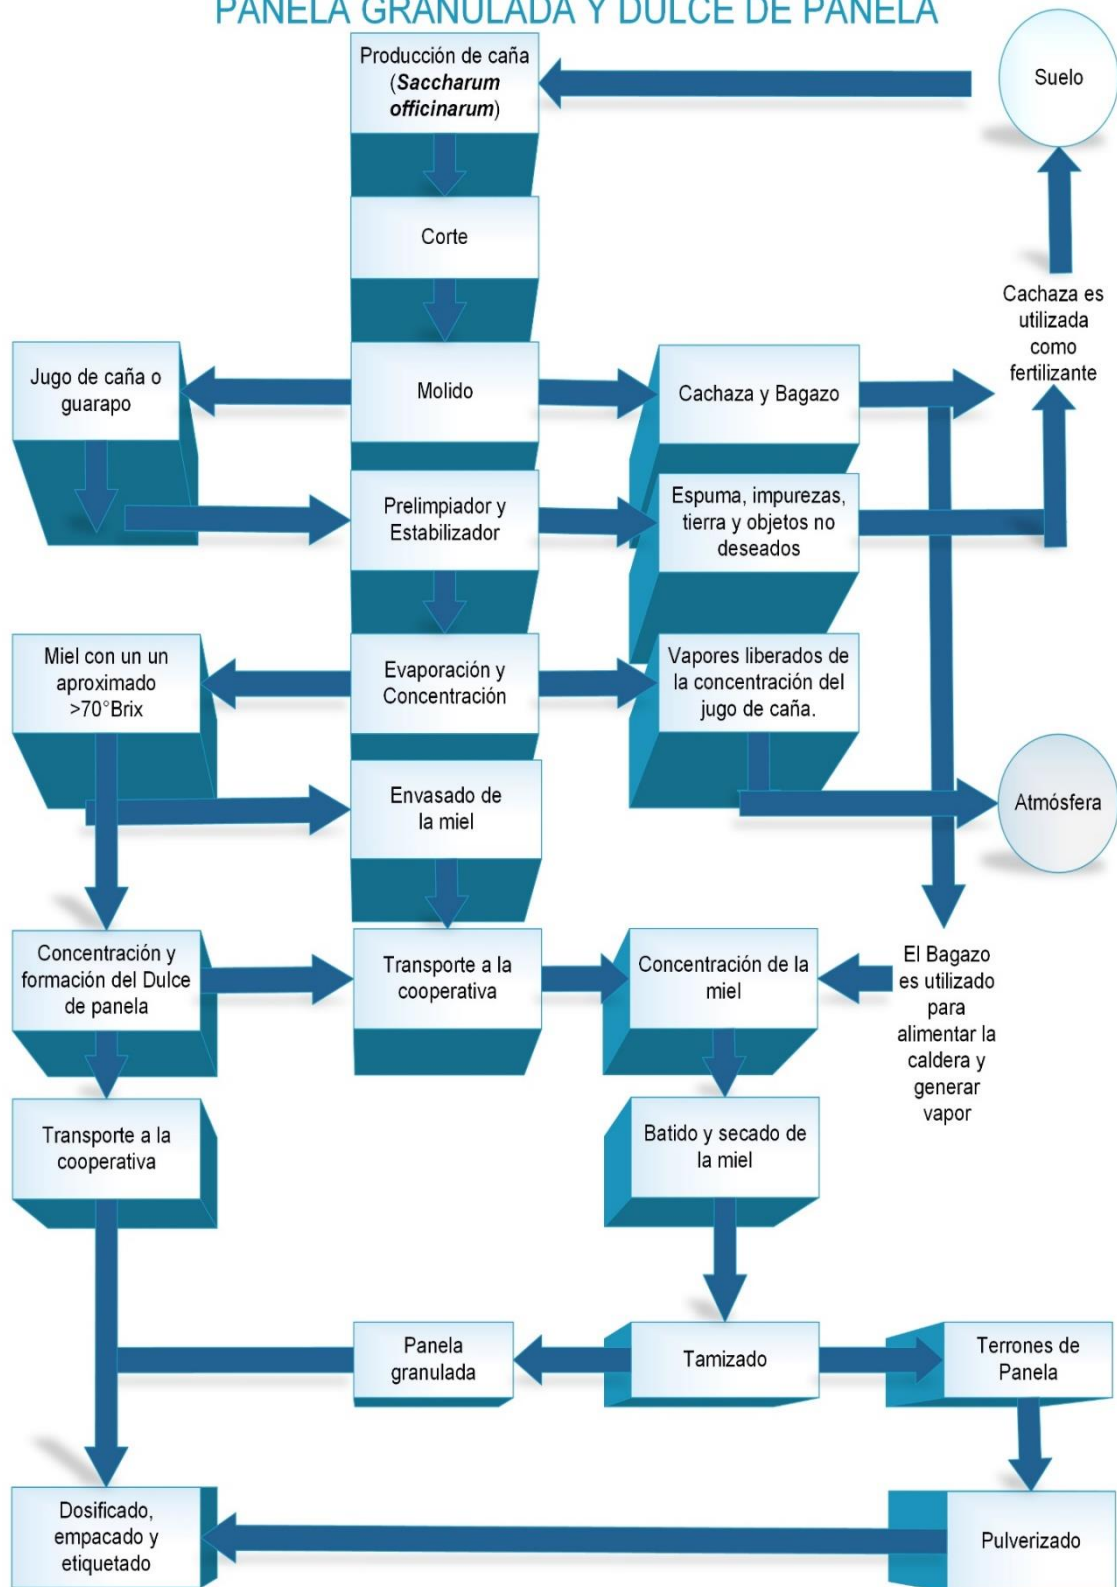 PANELA GRANULADA Y DULCE DE PANELA
Producción de caña
(Saccharum
officinarum)
Suelo
Corte
Cachaza es
utilizada
como
fertilizante
Jugo de caña o
guarapo
Molido
Cachaza y Bagazo
Prelimpiador y
Estabilizador
Espuma, impurezas,
tierra y objetos no
deseados
Miel con un un
aproximado
>70°Brix
Evaporación y
Concentración
Vapores liberados de
la concentración del
jugo de caña.
Envasado de
la miel
Atmósfera
Concentración y
formación del Dulce
de panela
Transporte a la
cooperativa
Concentración de la
miel
El Bagazo
es utilizado
para
alimentar la
caldera y
generar
vapor
Transporte a la
cooperativa
Batido y secado de
la miel
Panela
granulada
Tamizado
Terrones de
Panela
Dosificado,
empacado y
etiquetado
Pulverizado